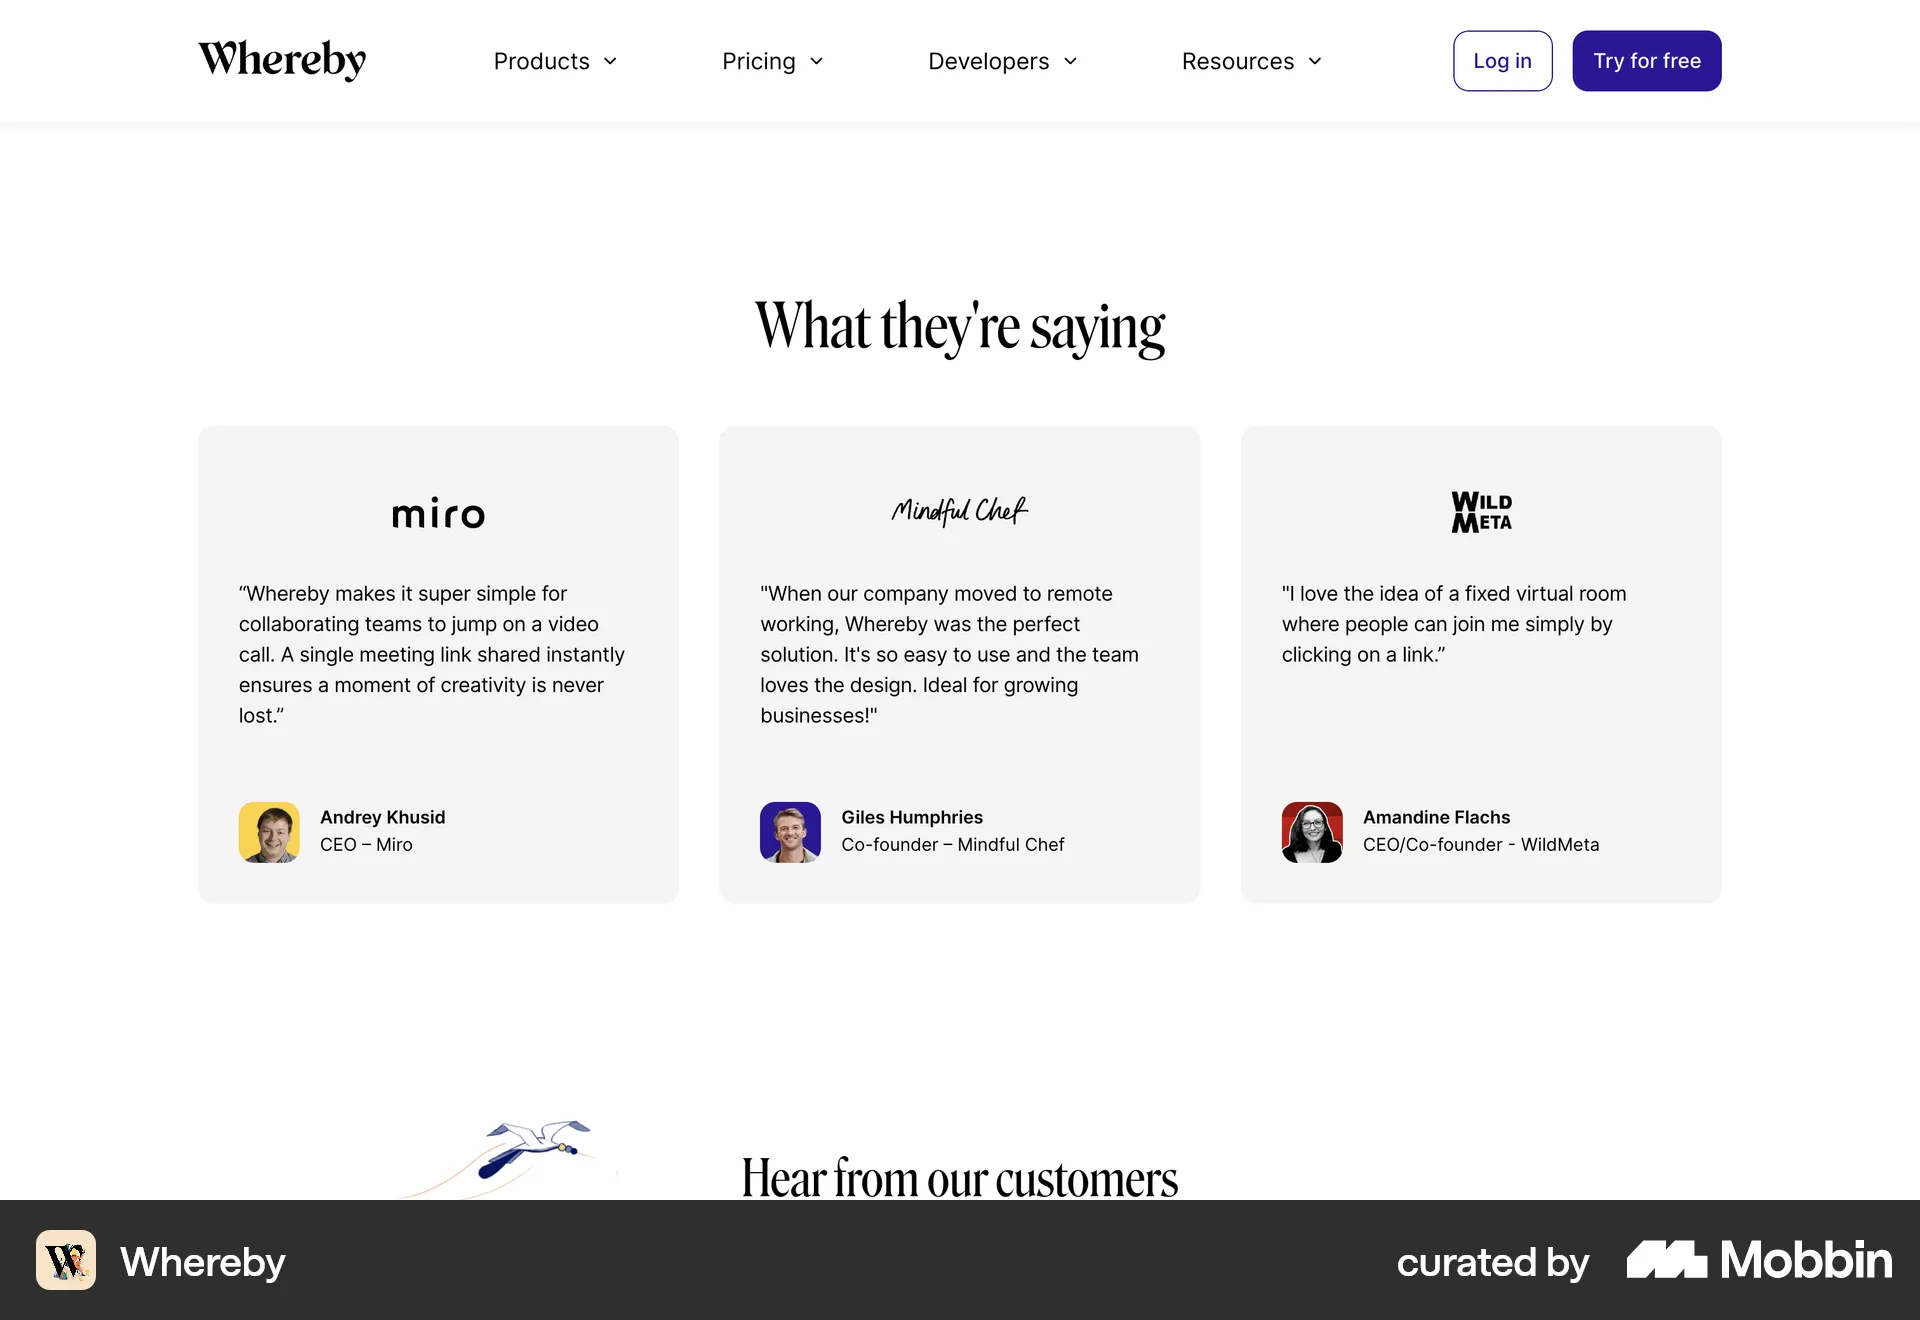 Whereby
Products
Pricing
Developers
Resources
Log in
Try for free
What they're saying
miro
“Whereby makes it super simple for
collaborating teams to jump on a video
call. A single meeting link shared instantly
ensures a moment of creativity is never
lost.”
Andrey Khusid
CEO – Miro
Mindful Chef
"When our company moved to remote
working, Whereby was the perfect
solution. It's so easy to use and the team
loves the design. Ideal for growing
businesses!"
Giles Humphries
Co-founder – Mindful Chef
WILD
META
"I love the idea of a fixed virtual room
where people can join me simply by
clicking on a link.”
Amandine Flachs
CEO/Co-founder - WildMeta
Hear from our customers
W
Whereby
curated by
Mobbin